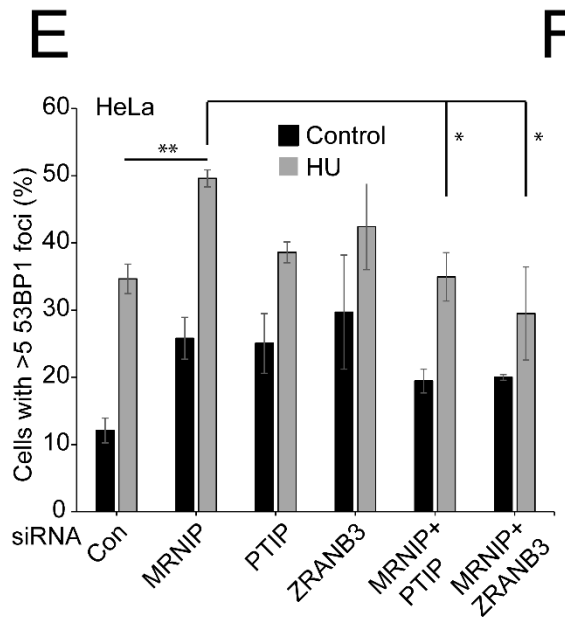 E
HeLa
Control
HU
**
*
*
Cells with >5 53BP1 foci (%)
60
50
40
30
20
10
0
siRNA
Con
MRNIP
PTIP
ZRANB3
MRNIP+
PTIP
MRNIP+
ZRANB3